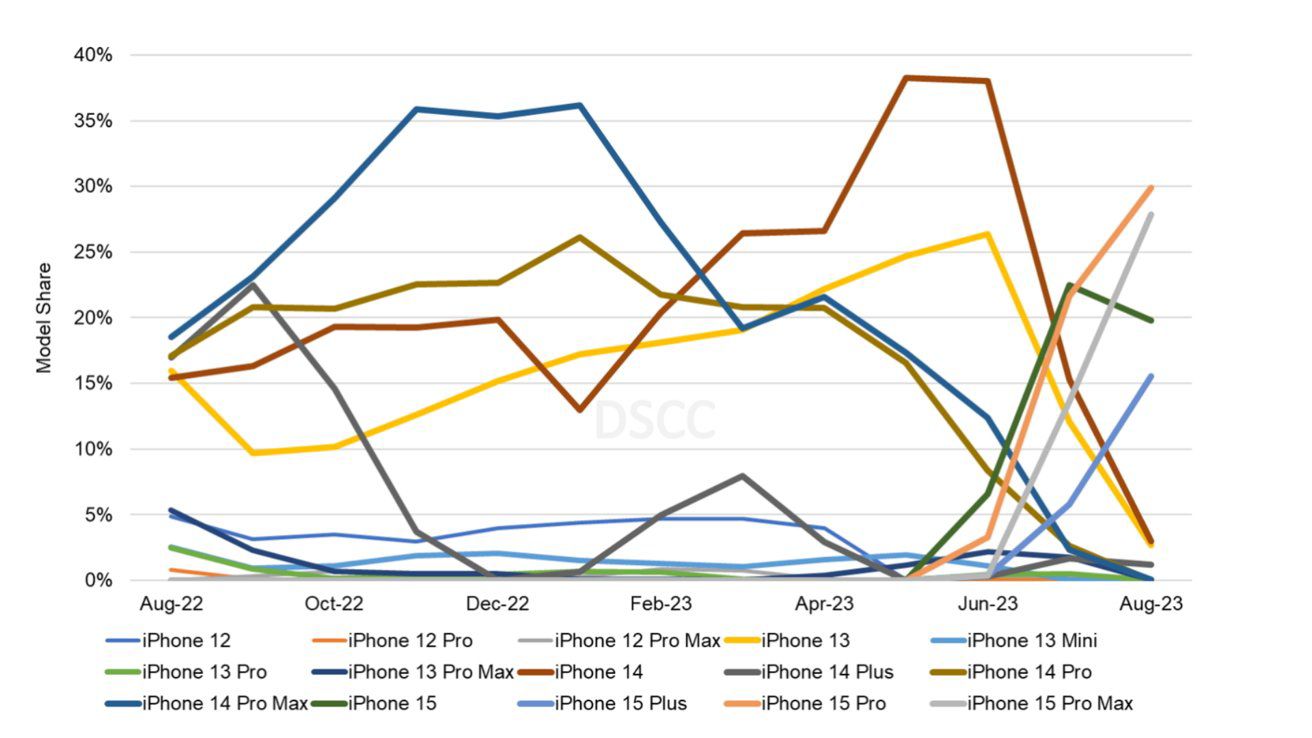 40%
35%
30%
25%
20%
15%
10%
5%
0%
Model Share
DSCC
Aug-22 Oct-22 Dec-22 Feb-23 Apr-23 Jun-23 Aug-23
iPhone 12 iPhone 12 Pro iPhone 12 Pro Max iPhone 13 iPhone 13 Mini
iPhone 13 Pro iPhone 13 Pro Max iPhone 14 iPhone 14 Plus iPhone 14 Pro
iPhone 14 Pro Max iPhone 15 iPhone 15 Plus iPhone 15 Pro iPhone 15 Pro Max